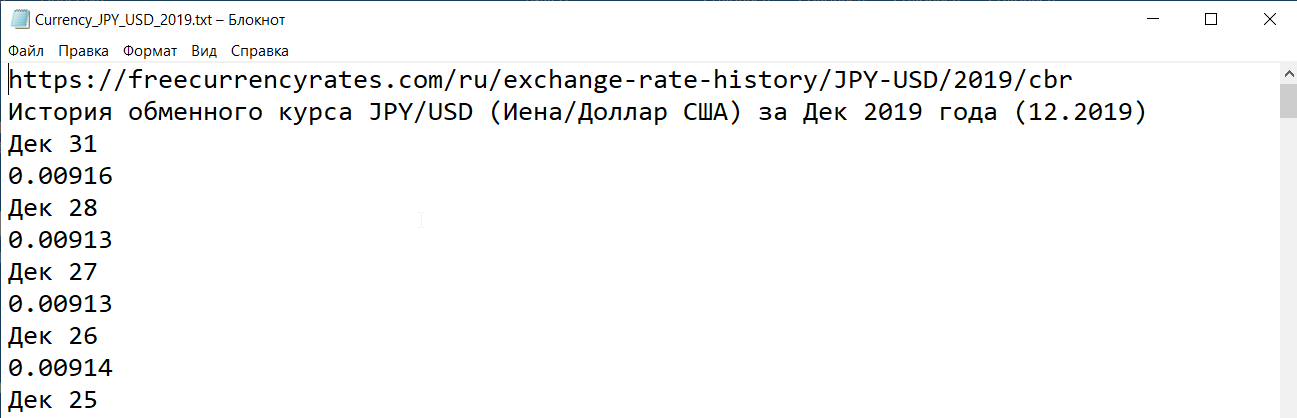 Currency_JPY_USD_2019.txt – Блокнот
Файл Правка Формат Вид Справка
https://freecurrencyrates.com/ru/exchange-rate-history/JPY-USD/2019/cbr
История обменного курса JPY/USD (Иена/Доллар США) за Дек 2019 года (12.2019)
Дек 31
0.00916
Дек 28
0.00913
Дек 27
0.00913
Дек 26
0.00914
Дек 25